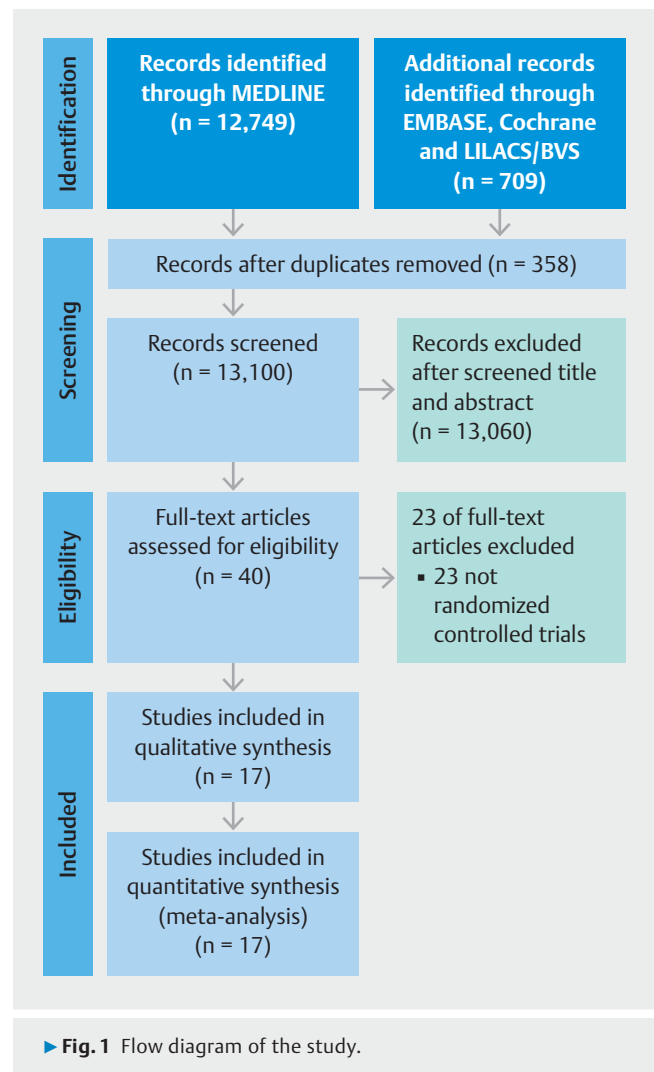 Identification
Records identified
through MEDLINE
(n = 12,749)
Additional records
identified through
EMBASE, Cochrane
and LILACS/BVS
(n = 709)
Screening
Records after duplicates removed (n = 358)
Records screened
(n = 13,100)
Records excluded
after screened title
and abstract
(n = 13,060)
Eligibility
Full-text articles
assessed for eligibility
(n = 40)
23 of full-text
articles excluded
▪ 23 not
randomized
controlled trials
Included
Studies included in
qualitative synthesis
(n = 17)
Studies included in
quantitative synthesis
(meta-analysis)
(n = 17)
▶ Fig. 1 Flow diagram of the study.